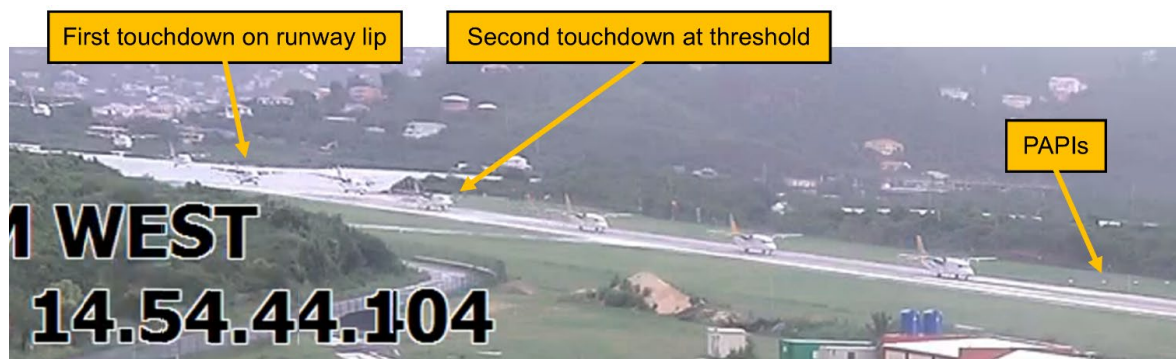 First touchdown on runway lip
Second touchdown at threshold
PAPIs
M WEST
14.54.44.104